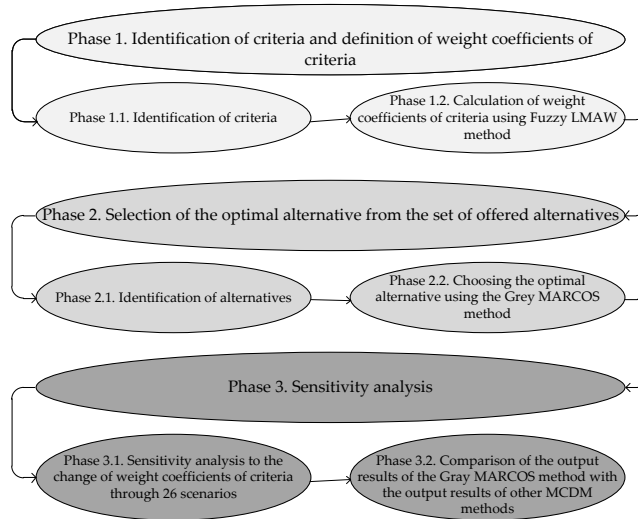 Phase 1. Identification of criteria and definition of weight coefficients of
criteria
Phase 1.1. Identification of criteria
Phase 1.2. Calculation of weight
coefficients of criteria using Fuzzy LMAW
method
Phase 2. Selection of the optimal alternative from the set of offered alternatives
Phase 2.1. Identification of alternatives
Phase 2.2. Choosing the optimal
alternative using the Grey MARCOS
method
Phase 3. Sensitivity analysis
Phase 3.1. Sensitivity analysis to the
change of weight coefficients of criteria
through 26 scenarios
Phase 3.2. Comparison of the output
results of the Gray MARCOS method with
the output results of other MCDM
methods